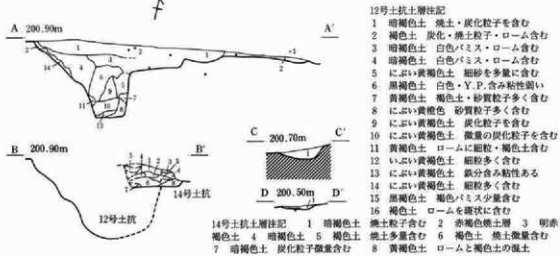 A 200.90m A'
B 200.90m B'
14号土抗
12号土抗
C 200.70m C'
D 200.50m D'
12号土抗土層注記
1 暗褐色土 焼土・炭化粒子を含む
2 褐色土 炭化・焼土粒子・ローム含む
3 暗褐色土 白色パミス・ローム含む
4 暗褐色土 白色パミス・ローム含む
5 にぶい黄褐色土 細砂を多量に含む
6 黒褐色土 白色・Y.P.含み粘性弱い
7 黄褐色土 褐色土・砂質粒子多く含む
8 にぶい黄橙色 砂質粒子多く含む
9 にぶい黄褐色土 炭化粒子を含む
10 にぶい黄褐色土 微量の炭化粒子を含む
11 黄褐色土 ロームに細粒・褐色土含む
12 いぶい黄褐色土 細粒多く含む
13 にぶい黄褐色土 鉄分含み粘性ある
14 にぶい黄褐色土 細粒多く含む
15 黒褐色土 褐色パミス少量含む
16 褐色土 ロームを斑状に含む
14号土抗土層注記 1 暗褐色土 焼土粒子含む 2 赤褐色焼土層 3 明赤
褐色土 4 暗褐色土 5 褐色土 焼土多量含む 6 褐色土 焼土微量含む
7 暗褐色土 炭化粒子微量含む 8 黄褐色土 ロームと褐色土の混土